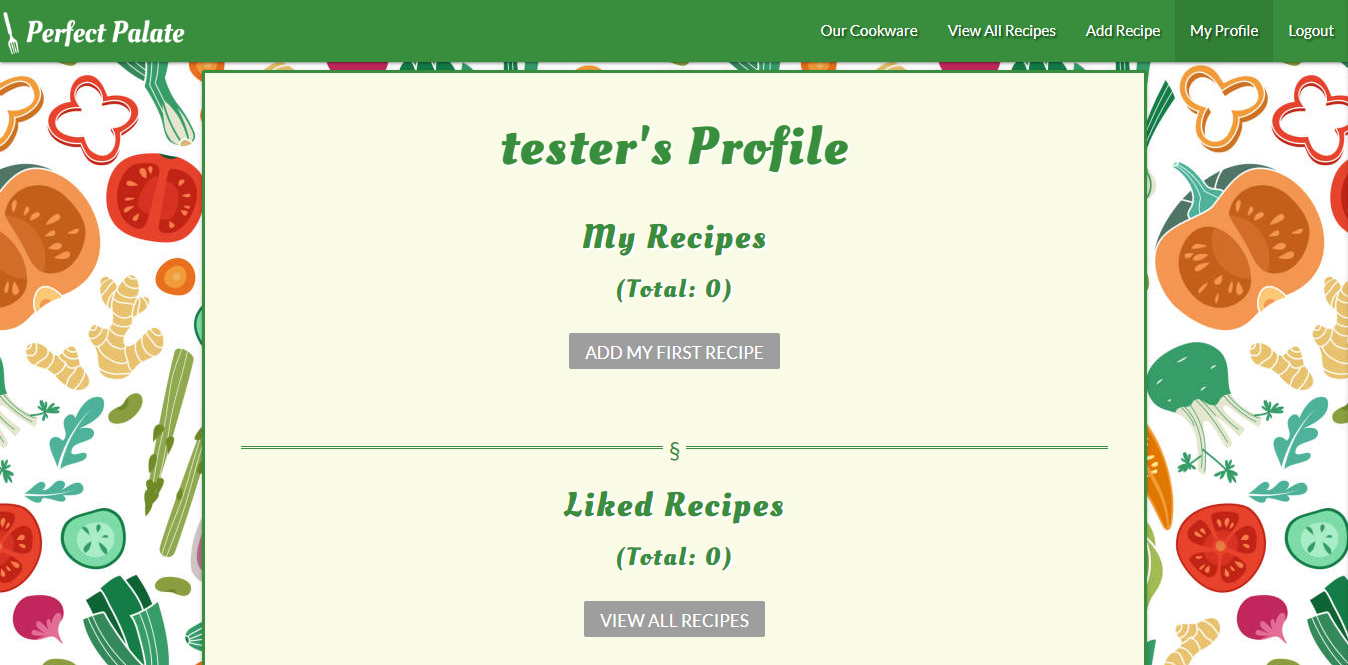 Perfect Palate
Our Cookware
View All Recipes
Add Recipe
My Profile
Logout
tester's Profile
My Recipes
(Total: 0)
ADD MY FIRST RECIPE
§
Liked Recipes
(Total: 0)
VIEW ALL RECIPES